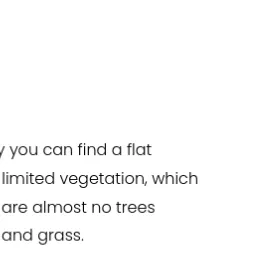 you can find a flat
limited vegetation, which
are almost no trees
and grass.